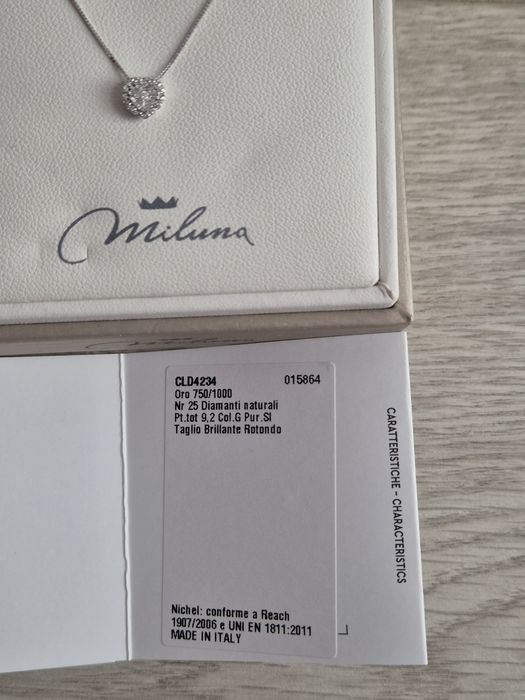 Miluna
CLD4234 015864
Oro 750/1000
Nr 25 Diamanti naturali
Pt.tot 9,2 Col.G Pur.SI
Taglio Brillante Rotondo
CARATTERISTICHE - CHARACTERISTICS
Nichel: conforme a Reach
1907/2006 e UNI EN 1811:2011
MADE IN ITALY